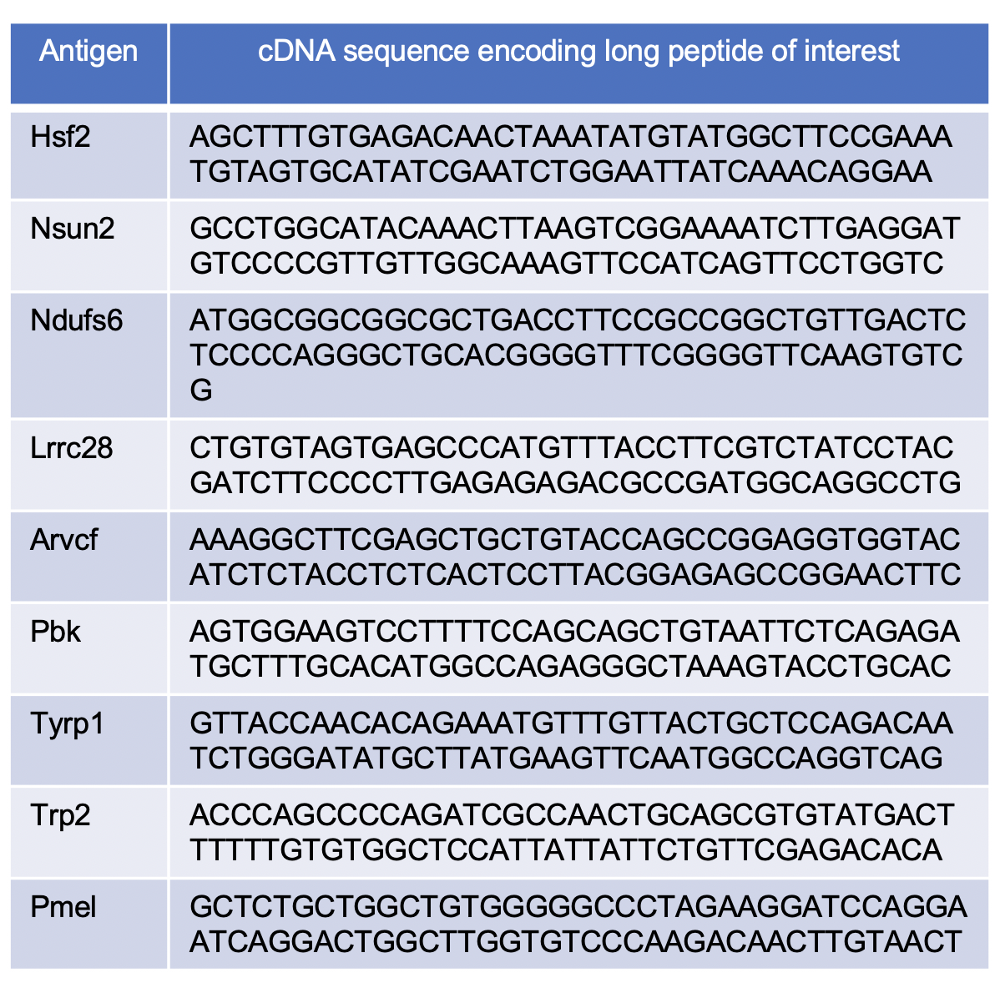 Antigen
cDNA sequence encoding long peptide of interest
Hsf2
AGCTTTGTGAGACAACTAAATATGTATGGCTTCCGAAA
TGTAGTGCATATCGAATCTGGAATTATCAAACAGGAA
Nsun2
GCCTGGCATACAAACTTAAGTCGGAAAATCTTGAGGAT
GTCCCCGTTGTTGGCAAAGTTCCATCAGTTCCTGGTC
Ndufs6
ATGGCGGCGGCGCTGACCTTCCGCCGGCTGTTGACTC
TCCCCAGGGCTGCACGGGGTTTCGGGGTTCAAGTGTC
G
Lrrc28
CTGTGTAGTGAGCCCATGTTTACCTTCGTCTATCCTAC
GATCTTCCCCTTGAGAGAGACGCCGATGGCAGGCCTG
Arvcf
AAAGGCTTCGAGCTGCTGTACCAGCCGGAGGTGGTAC
ATCTCTACCTCTCACTCCTTACGGAGAGCCGGAACTTC
Pbk
AGTGGAAGTCCTTTTCCAGCAGCTGTAATTCTCAGAGA
TGCTTTGCACATGGCCAGAGGGCTAAAGTACCTGCAC
Tyrp1
GTTACCAACACAGAAATGTTTGTTACTGCTCCAGACAA
TCTGGGATATGCTTATGAAGTTCAATGGCCAGGTCAG
Trp2
ACCCAGCCCCAGATCGCCAACTGCAGCGTGTATGACT
TTTTTGTGTGGCTCCATTATTATTCTGTTCGAGACACA
Pmel
GCTCTGCTGGCTGTGGGGGCCCTAGAAGGATCCAGGA
ATCAGGACTGGCTTGGTGTCCCAAGACAACTTGTAACT